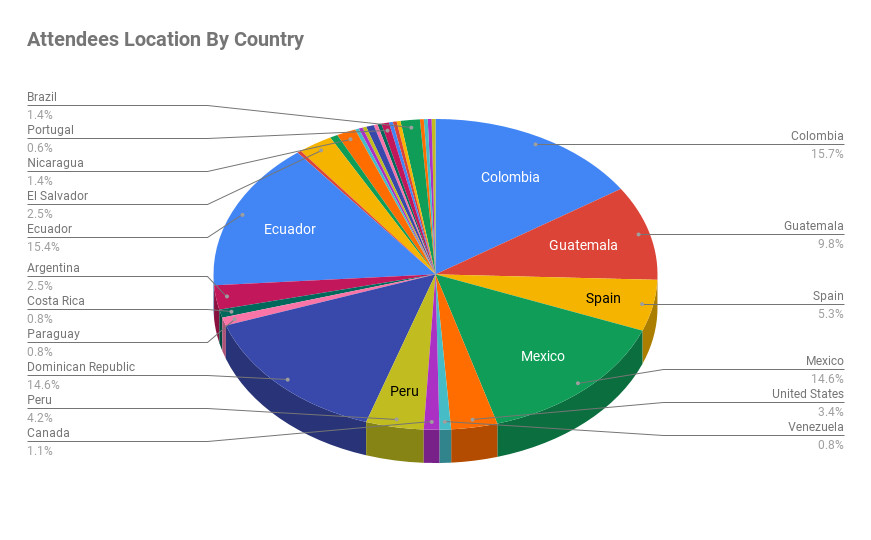 Attendees Location By Country
Brazil
1.4%
Portugal
0.6%
Nicaragua
1.4%
El Salvador
2.5%
Ecuador
15.4%
Argentina
2.5%
Costa Rica
0.8%
Paraguay
0.8%
Dominican Republic
14.6%
Peru
4.2%
Canada
1.1%
Colombia
Guatemala
Spain
Mexico
Peru
Ecuador
Colombia
15.7%
Guatemala
9.8%
Spain
5.3%
Mexico
14.6%
United States
3.4%
Venezuela
0.8%